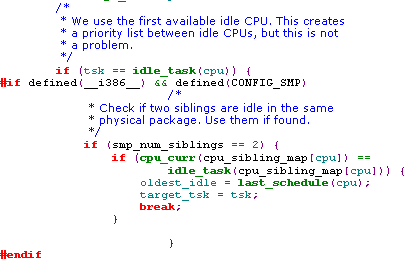 /*
* We use the first available idle CPU. This creates
* a priority list between idle CPUs, but this is not
* a problem.
*/
if (tsk == idle_task(cpu)) {
#if defined(__i386__) && defined(CONFIG_SMP)
/*
* Check if two siblings are idle in the same
* physical package. Use them if found.
*/
if (smp_num_siblings == 2) {
if (cpu_curr(cpu_sibling_map[cpu]) ==
idle_task(cpu_sibling_map[cpu])) {
oldest_idle = last_schedule(cpu);
target_tsk = tsk;
break;
}
}
#endif